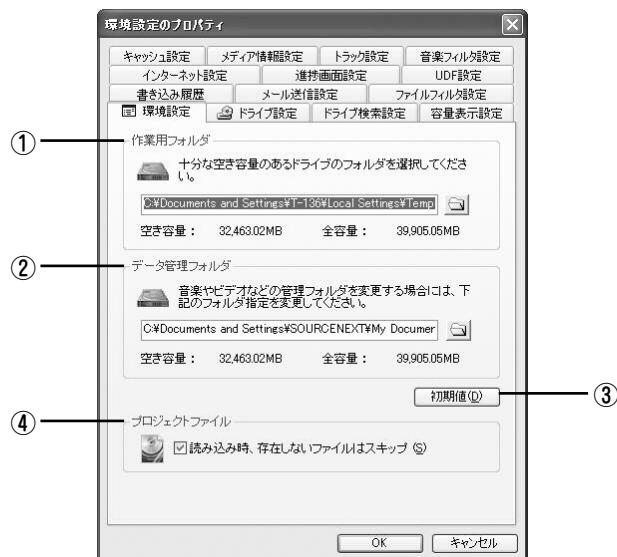 環境設定のプロパティ
キャッシュ設定 メディア情報設定 トラック設定 音楽フィルタ設定
インターネット設定 進捗画面設定 UDF設定
書き込み履歴 メール送信設定 ファイルフィルタ設定
環境設定 ドライブ設定 ドライブ検索設定 容量表示設定
① 作業用フォルダ
十分な空き容量のあるドライブのフォルダを選択してくださ
い。
C:¥Documents and Settings¥T-136¥Local Settings¥Temp
空き容量: 32,463.02MB 全容量: 39,905.05MB
② データ管理フォルダ
音楽やビデオなどの管理フォルダを変更する場合には、下
記のフォルダ指定を変更してください。
C:¥Documents and Settings¥SOURCENEXT¥My Documer
空き容量: 32,463.02MB 全容量: 39,905.05MB
初期値(D) ③
④ プロジェクトファイル
読み込み時、存在しないファイルはスキップ (S)
OK キャンセル